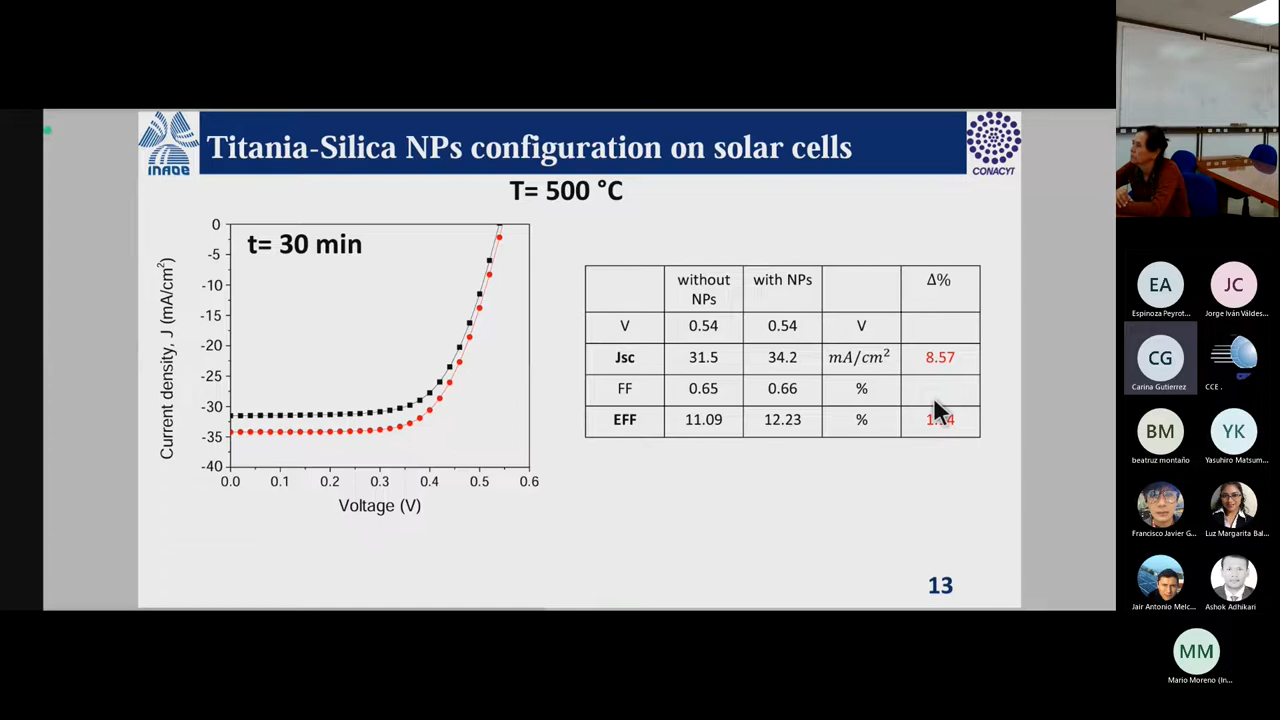 Titania-Silica NPs configuration on solar cells
INAOE
CONACYT
T= 500 °C
t= 30 min
0
-5
-10
-15
-20
-25
-30
-35
-40
0.0 0.1 0.2 0.3 0.4 0.5 0.6
Current density, J (mA/cm²)
Voltage (V)
without NPs with NPs Δ%
V 0.54 0.54 V
Jsc 31.5 34.2 mA/cm² 8.57
FF 0.65 0.66 %
EFF 11.09 12.23 %
13
EA
Espinoza Peyrot...
JC
Jorge Iván Váldes...
CG
Carina Gutierrez
CCE .
BM
beatruz montaño
YK
Yasuhiro Matsum...
Francisco Javier G...
Luz Margarita Bal...
Jair Antonio Melc...
Ashok Adhikari
MM
Mario Moreno (In...